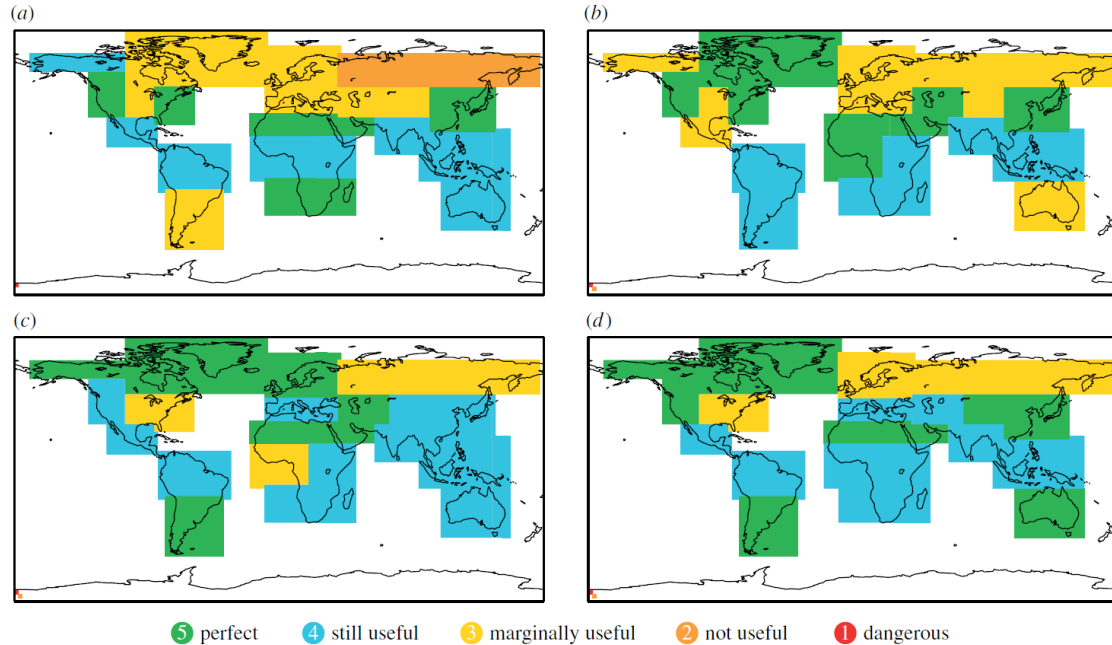 (a)
(b)
(c)
(d)
5 perfect 4 still useful 3 marginally useful 2 not useful 1 dangerous